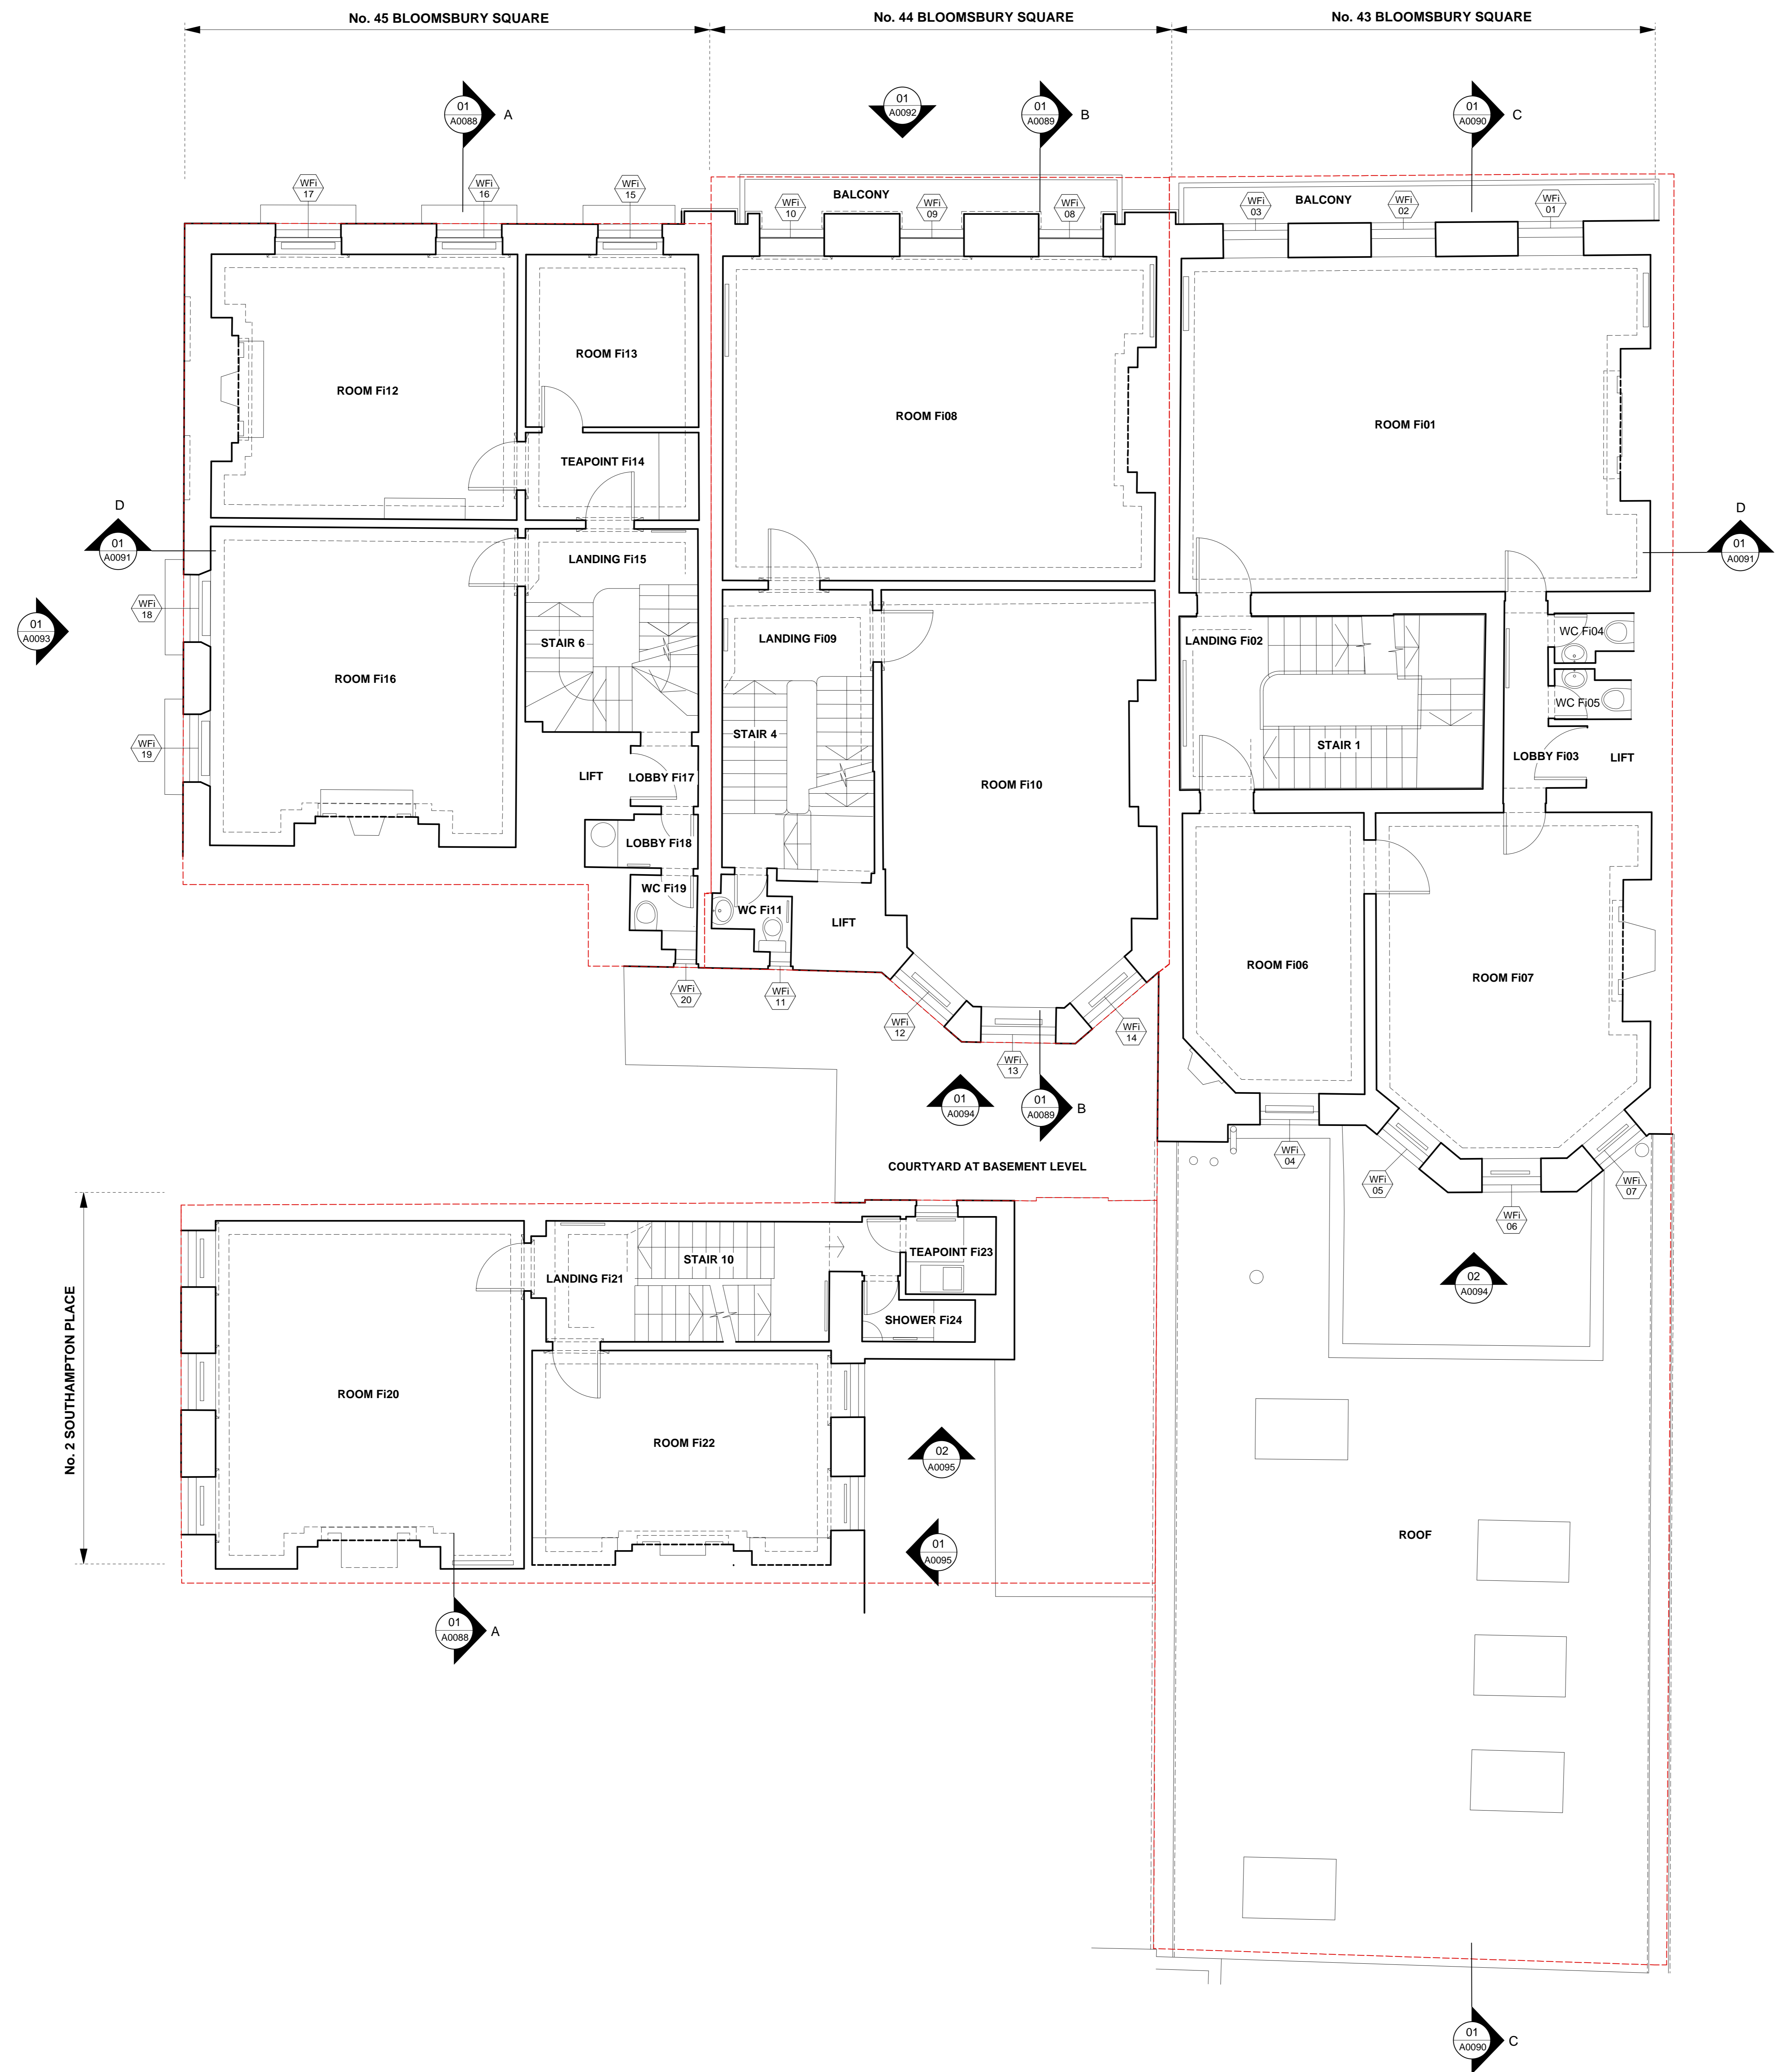 No. 45 BLOOMSBURY SQUARE
No. 44 BLOOMSBURY SQUARE
No. 43 BLOOMSBURY SQUARE
01
A0088
A
01
A0092
01
A0089
B
01
A0090
C
WFi
17
WFi
16
WFi
15
WFi
10
BALCONY
WFi
09
WFi
08
WFi
03
BALCONY
WFi
02
WFi
01
ROOM Fi13
ROOM Fi12
ROOM Fi08
ROOM Fi01
TEAPOINT Fi14
D
01
A0091
D
01
A0091
LANDING Fi15
WFi
18
01
A0093
STAIR 6
LANDING Fi09
LANDING Fi02
WC Fi04
ROOM Fi16
WC Fi05
WFi
19
STAIR 4
STAIR 1
LOBBY Fi03
LIFT
LIFT
LOBBY Fi17
ROOM Fi10
LOBBY Fi18
WC Fi19
WC Fi11
LIFT
ROOM Fi06
ROOM Fi07
WFi
20
WFi
11
WFi
12
WFi
13
WFi
14
01
A0094
01
A0089
B
WFi
04
WFi
05
WFi
06
WFi
07
COURTYARD AT BASEMENT LEVEL
No. 2 SOUTHAMPTON PLACE
LANDING Fi21
STAIR 10
TEAPOINT Fi23
SHOWER Fi24
02
A0094
ROOM Fi20
ROOM Fi22
02
A0095
01
A0095
ROOF
01
A0088
A
01
A0090
C